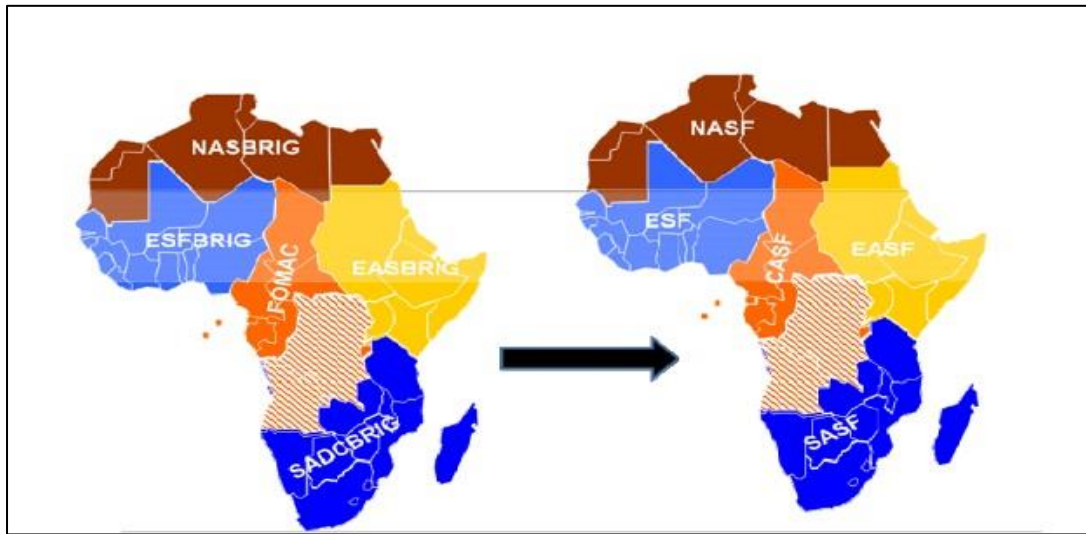 NASBRIG
ESFBRIG
EASBRIG
FOMAC
SADCBRIG
NASF
ESF
EASF
CASF
SASF